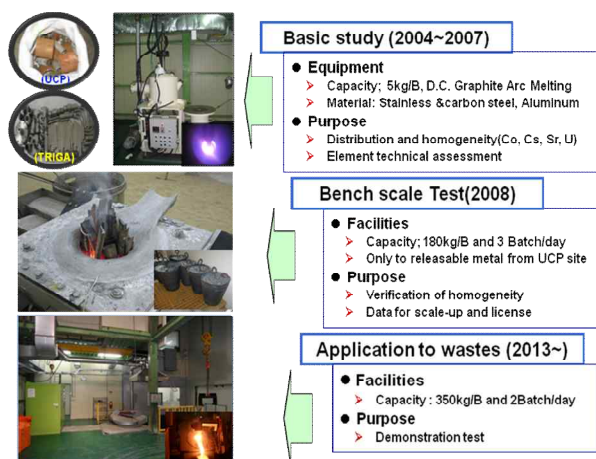 (UCP)
(TRIGA)
Basic study (2004~2007)
● Equipment
➢ Capacity; 5kg/B, D.C. Graphite Arc Melting
➢ Material: Stainless &carbon steel, Aluminum
● Purpose
➢ Distribution and homogeneity(Co, Cs, Sr, U)
➢ Element technical assessment
Bench scale Test(2008)
● Facilities
➢ Capacity; 180kg/B and 3 Batch/day
➢ Only to releasable metal from UCP site
● Purpose
➢ Verification of homogeneity
➢ Data for scale-up and license
Application to wastes (2013~)
● Facilities
➢ Capacity : 350kg/B and 2Batch/day
● Purpose
➢ Demonstration test